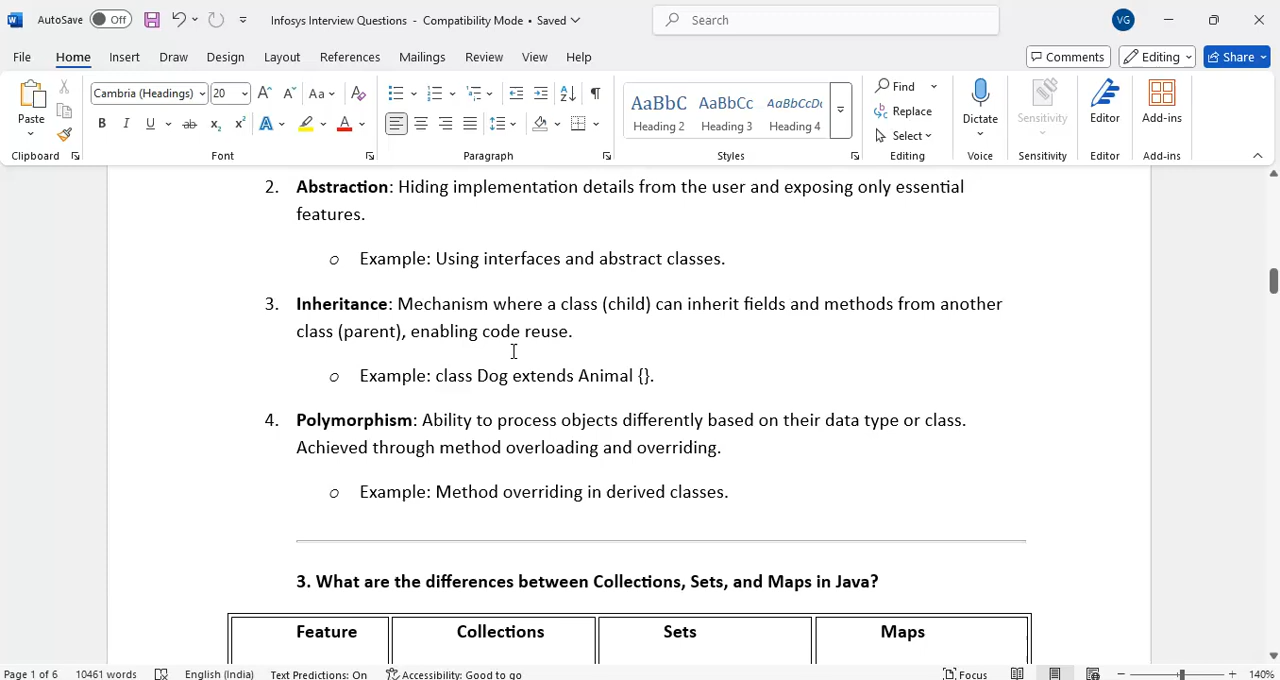 AutoSave Off Infosys Interview Questions - Compatibility Mode • Saved Search VG
File Home Insert Draw Design Layout References Mailings Review View Help Comments Editing Share
Paste Cambria (Headings) 20 Aa AaBbC AaBbCc AaBbCcDc Find Replace Select Dictate Sensitivity Editor Add-ins
B I U ab x₂ x² A A Heading 2 Heading 3 Heading 4
Clipboard Font Paragraph Styles Editing Voice Sensitivity Editor Add-ins
2. Abstraction: Hiding implementation details from the user and exposing only essential
features.
o Example: Using interfaces and abstract classes.
3. Inheritance: Mechanism where a class (child) can inherit fields and methods from another
class (parent), enabling code reuse.
o Example: class Dog extends Animal {}.
4. Polymorphism: Ability to process objects differently based on their data type or class.
Achieved through method overloading and overriding.
o Example: Method overriding in derived classes.
3. What are the differences between Collections, Sets, and Maps in Java?
Feature Collections Sets Maps
Page 1 of 6 10461 words English (India) Text Predictions: On Accessibility: Good to go Focus 140%